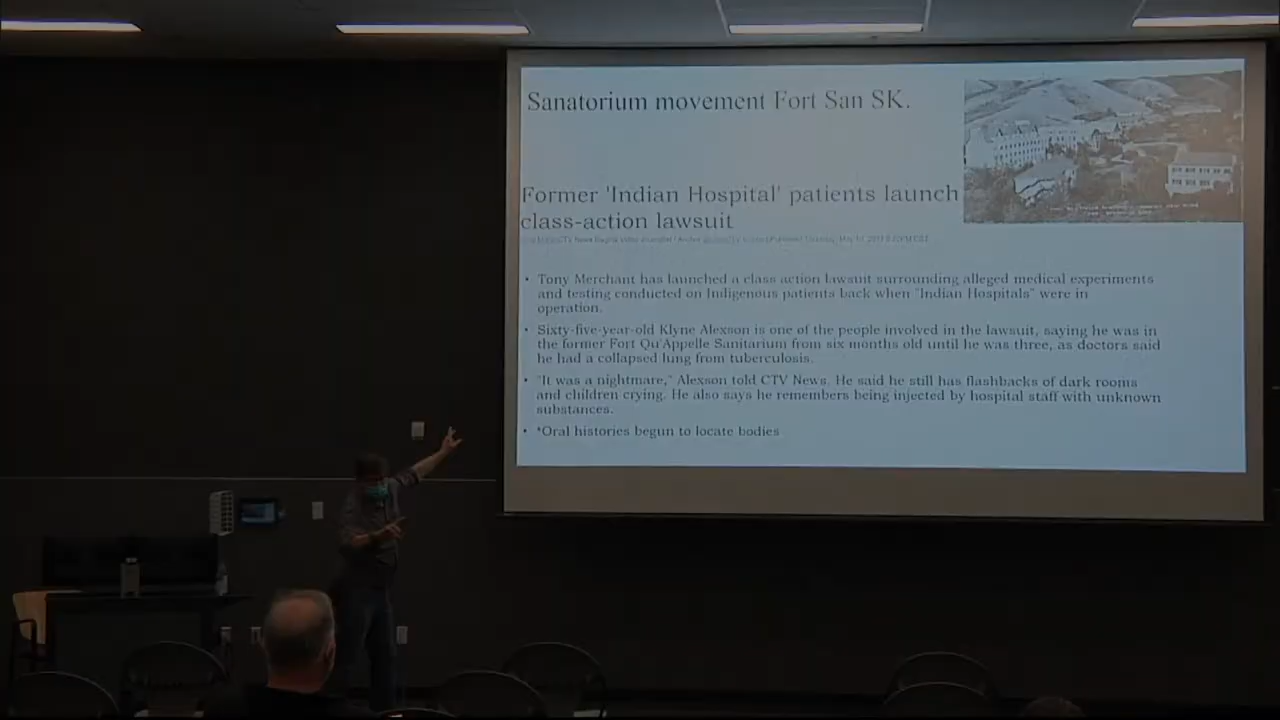 Sanatorium movement Fort San SK.
Former 'Indian Hospital' patients launch
class-action lawsuit
• Tony Merchant has launched a class action lawsuit surrounding alleged medical experiments
and testing conducted on Indigenous patients back when "Indian Hospitals" were in
operation.
• Sixty-five-year-old Klyne Alexson is one of the people involved in the lawsuit, saying he was in
the former Fort Qu'Appelle Sanitarium from six months old until he was three, as doctors said
he had a collapsed lung from tuberculosis.
• "It was a nightmare," Alexson told CTV News. He said he still has flashbacks of dark rooms
and children crying. He also says he remembers being injected by hospital staff with unknown
substances.
• *Oral histories begun to locate bodies